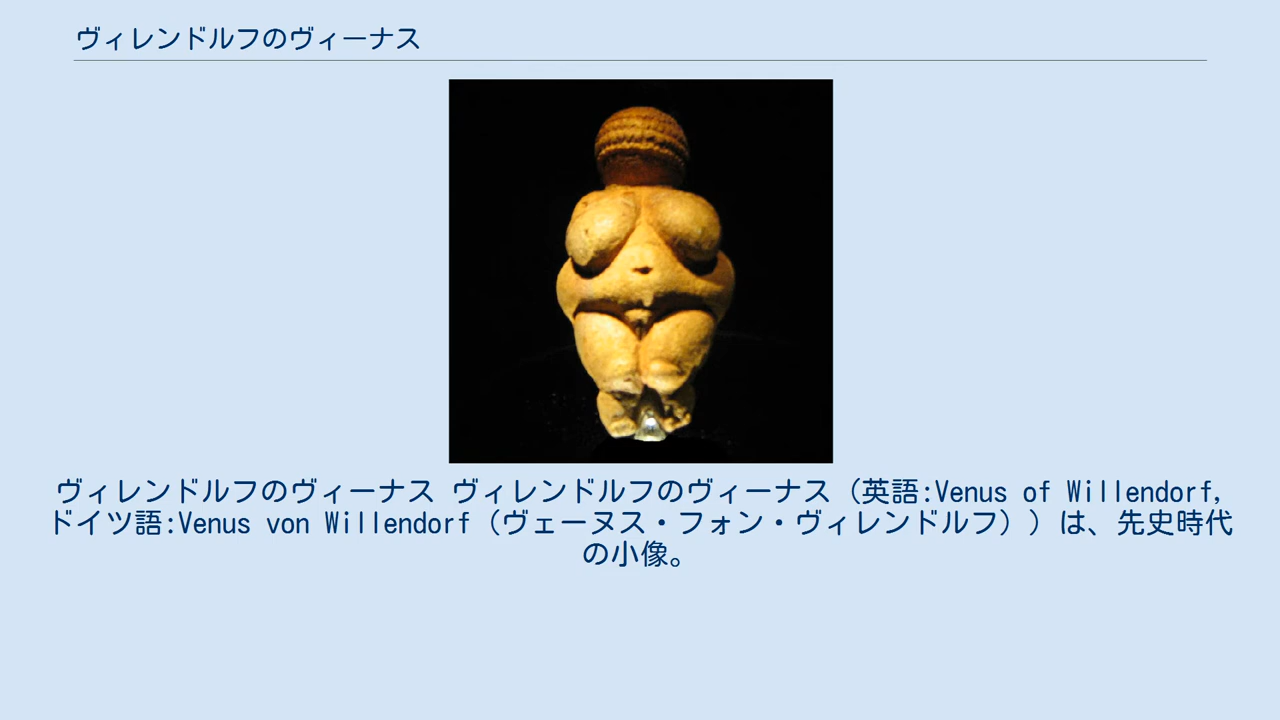 ヴィレンドルフのヴィーナス
ヴィレンドルフのヴィーナス ヴィレンドルフのヴィーナス（英語:Venus of Willendorf,
ドイツ語:Venus von Willendorf（ヴェーヌス・フォン・ヴィレンドルフ））は、先史時代
の小像。